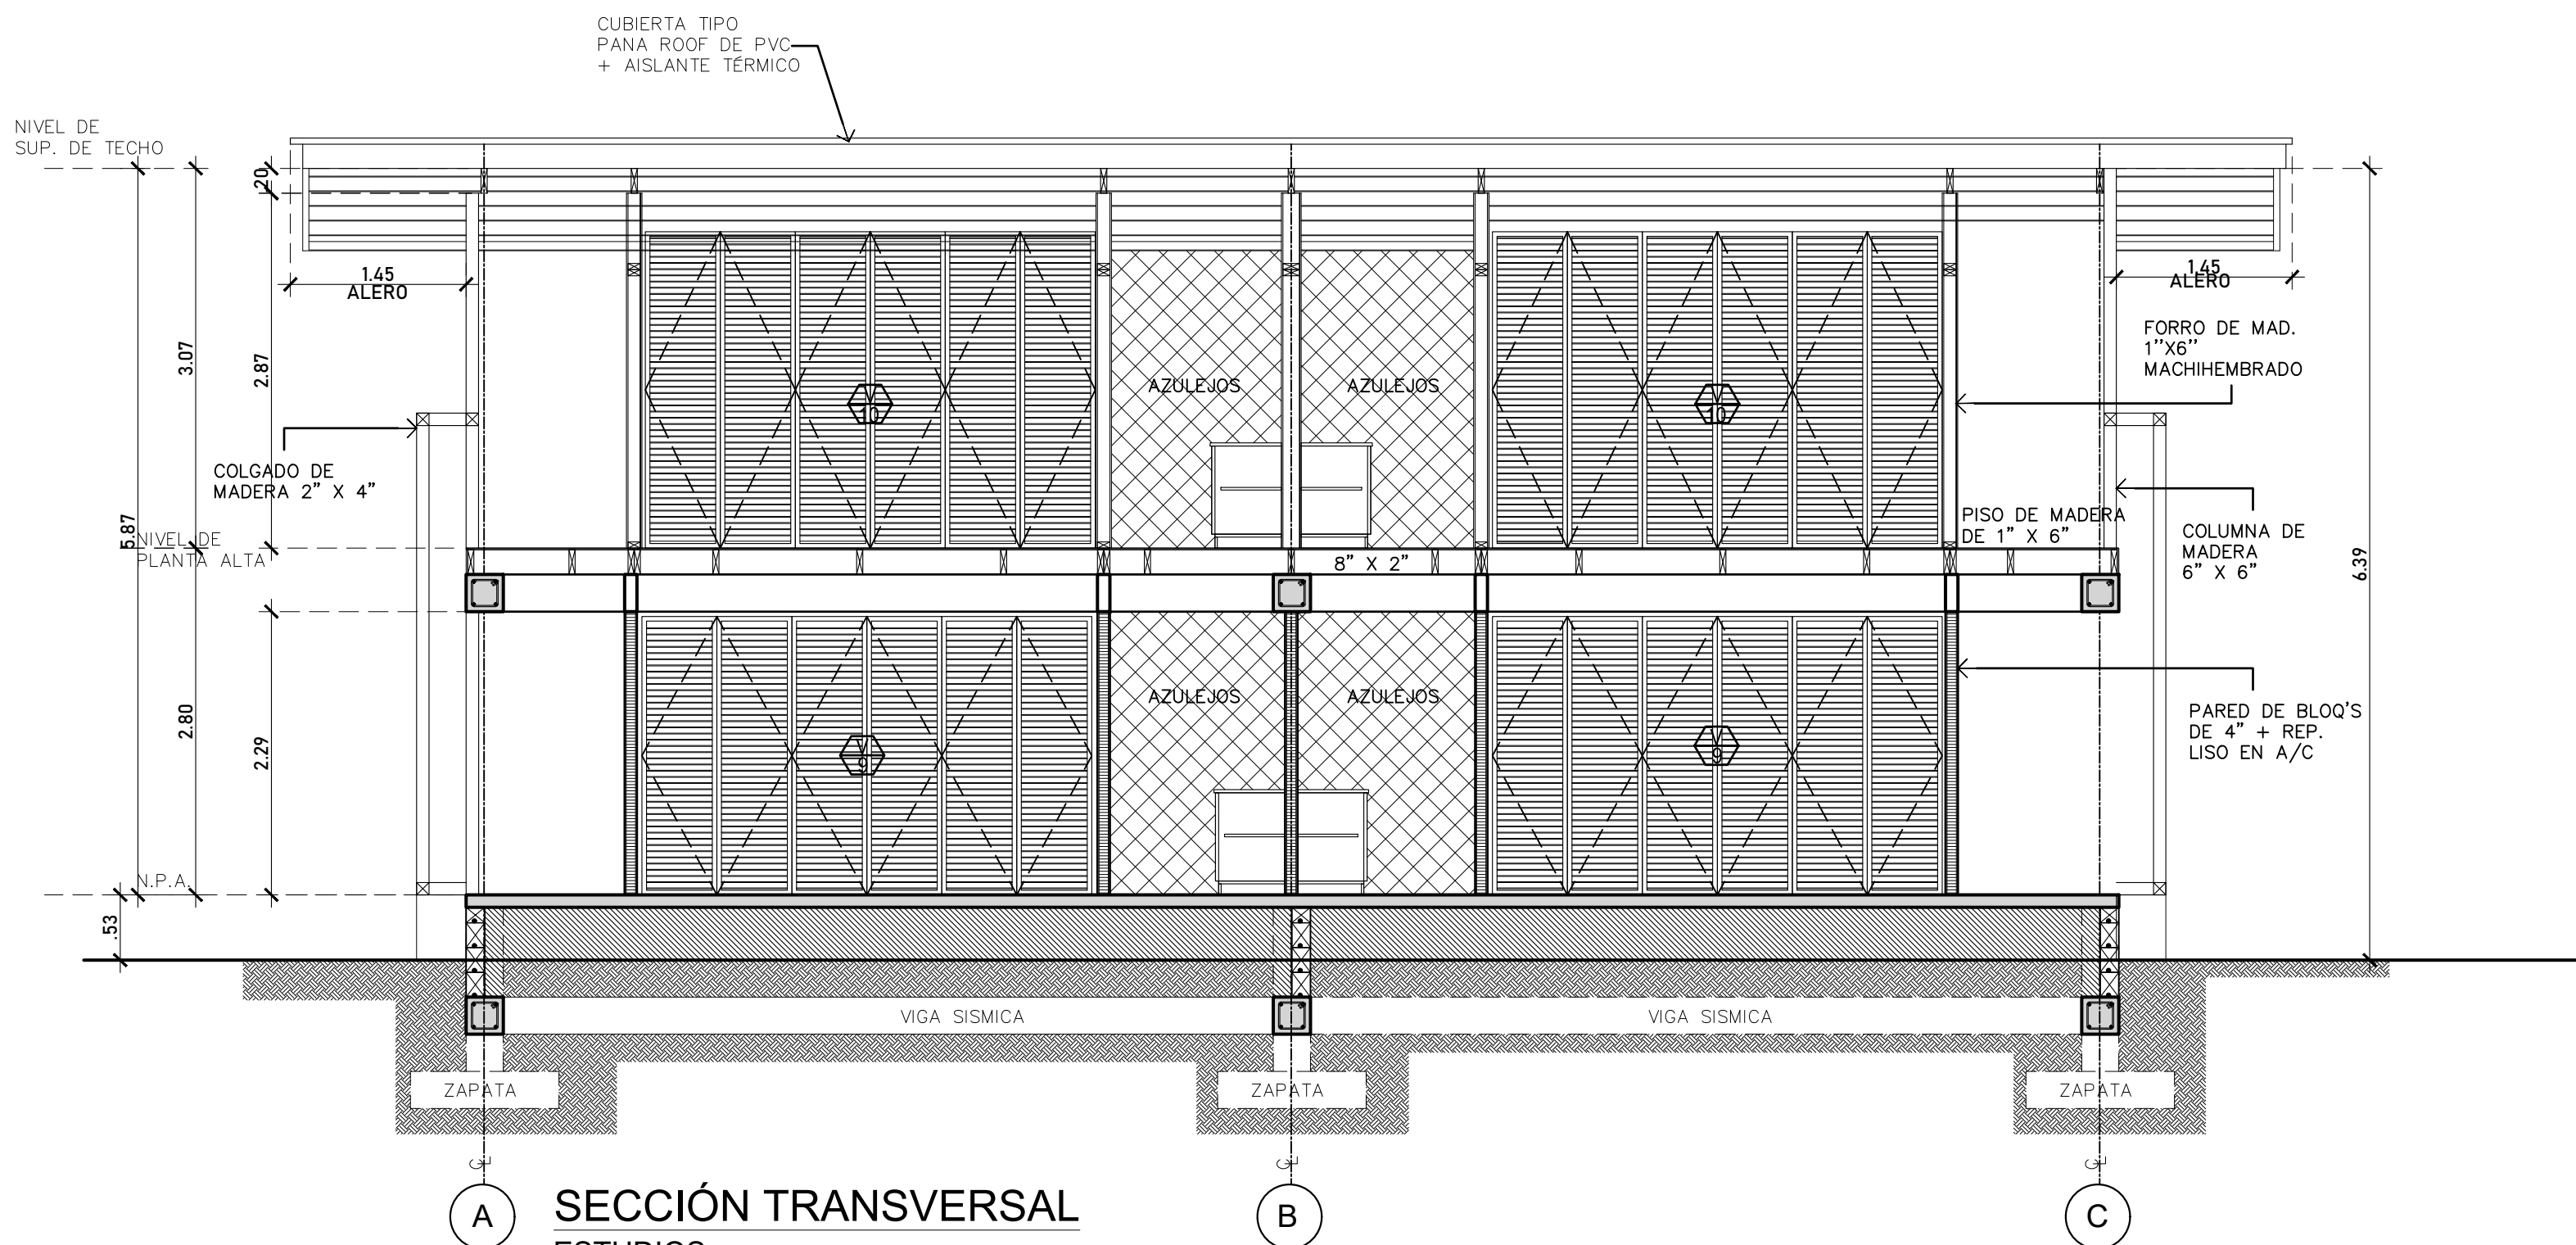 CUBIERTA TIPO
PANA ROOF DE PVC
+ AISLANTE TÉRMICO
NIVEL DE
SUP. DE TECHO
.20
1.45
ALERO
1.45
ALERO
3.07
2.87
5.87
FORRO DE MAD.
1"X6"
MACHIHEMBRADO
AZULEJOS
AZULEJOS
V
10
V
10
COLGADO DE
MADERA 2" X 4"
NIVEL DE
PLANTA ALTA
PISO DE MADERA
DE 1" X 6"
COLUMNA DE
MADERA
6" X 6"
8" X 2"
6.39
2.80
2.29
AZULEJOS
AZULEJOS
V
9
V
9
PARED DE BLOQ'S
DE 4" + REP.
LISO EN A/C
N.P.A.
.53
VIGA SISMICA
VIGA SISMICA
ZAPATA
ZAPATA
ZAPATA
CL
CL
CL
A
B
C
SECCIÓN TRANSVERSAL
ESTUDIOS